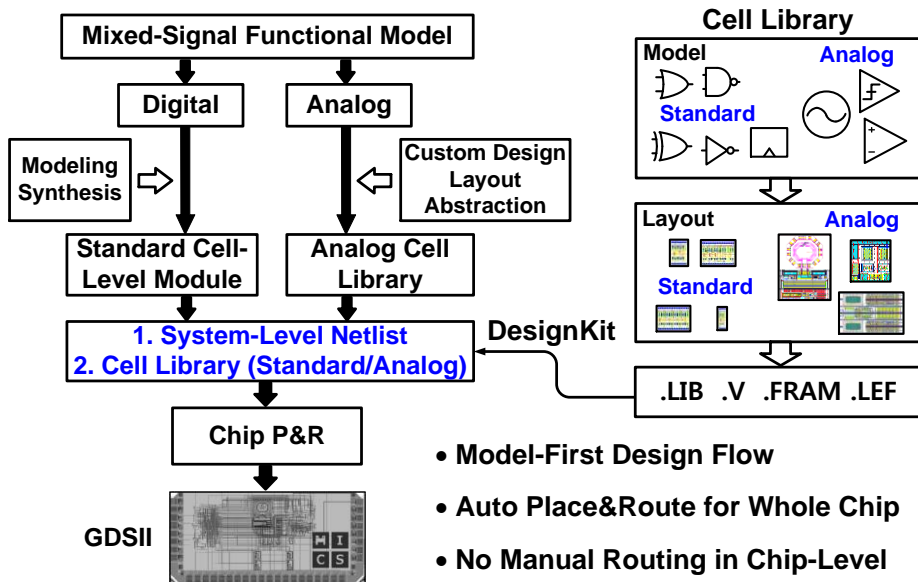 Mixed-Signal Functional Model
Digital
Analog
Modeling
Synthesis
Custom Design
Layout
Abstraction
Standard Cell-
Level Module
Analog Cell
Library
1. System-Level Netlist
2. Cell Library (Standard/Analog)
Chip P&R
GDSII
M I
C S
Cell Library
Model
Analog
Standard
+
−
Layout
Analog
Standard
DesignKit
.LIB .V .FRAM .LEF
• Model-First Design Flow
• Auto Place&Route for Whole Chip
• No Manual Routing in Chip-Level